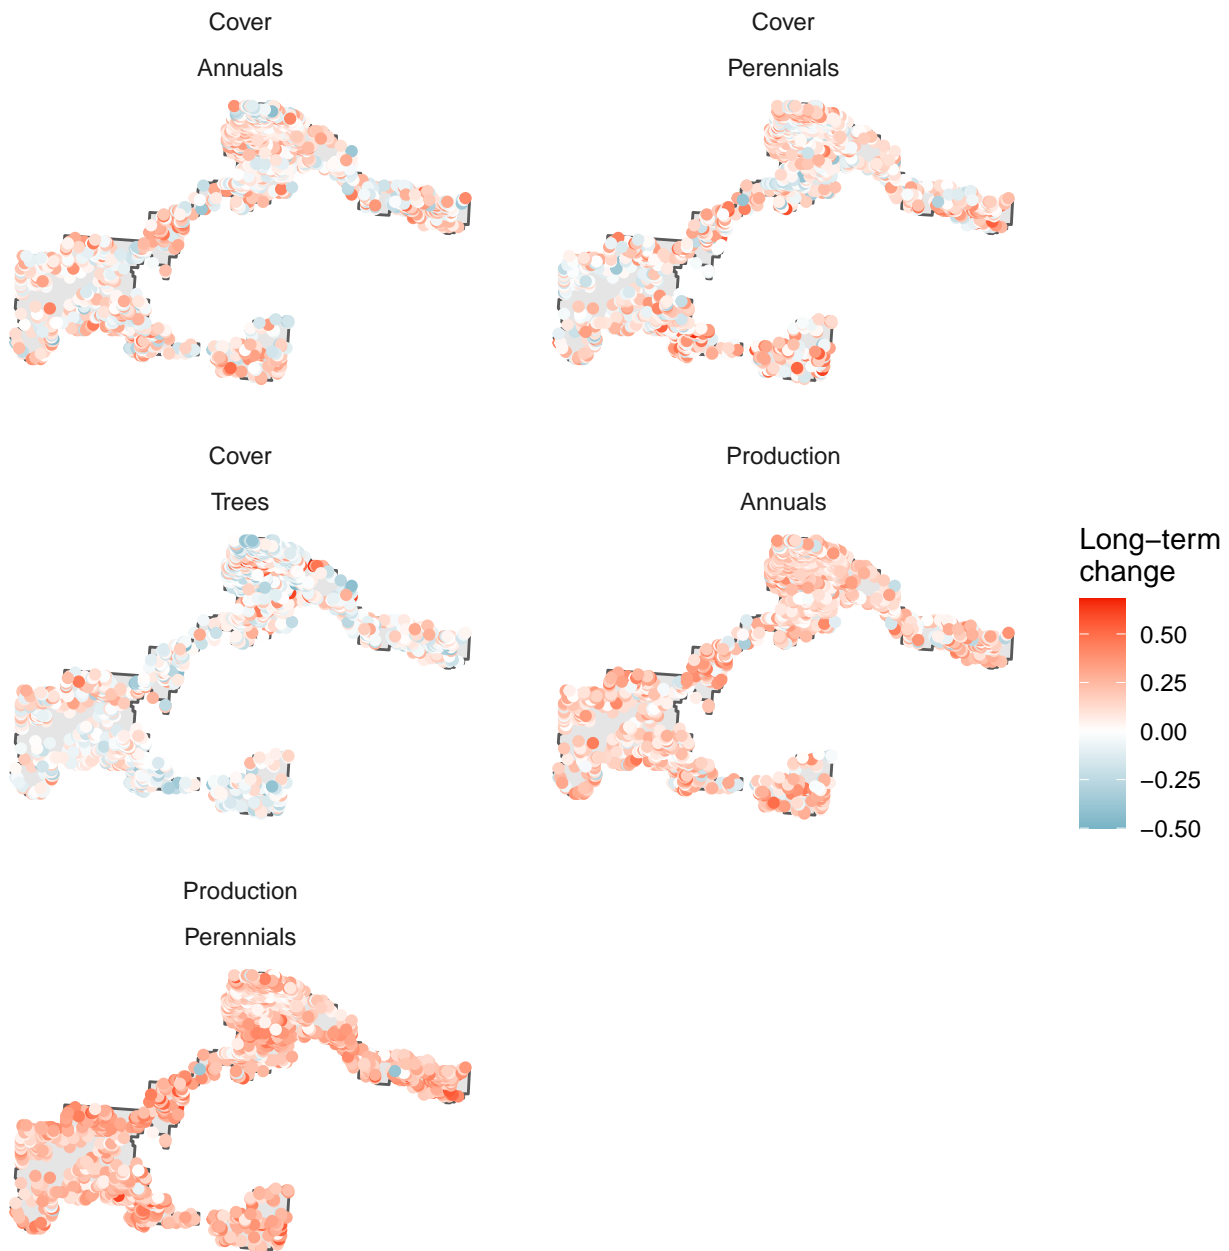 Cover
Annuals
Cover
Perennials
Cover
Trees
Production
Annuals
Long−term
change
0.50
0.25
0.00
−0.25
−0.50
Production
Perennials